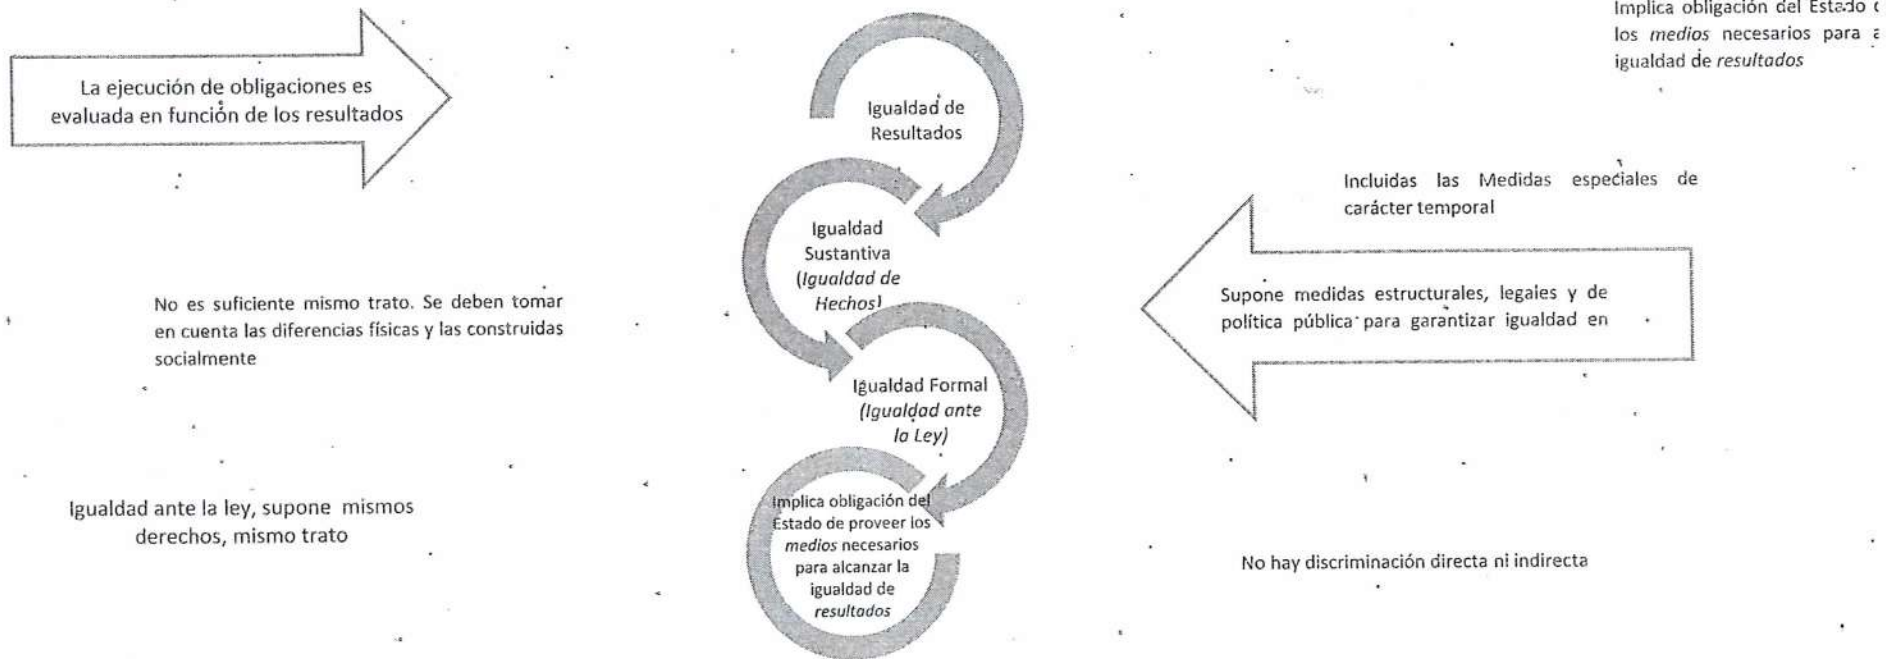 Implica obligación del Estado
los medios necesarios para
igualdad de resultados
La ejecución de obligaciones es
evaluada en función de los resultados
Igualdad de
Resultados
Incluidas las Medidas especiales de
carácter temporal
Igualdad
Sustantiva
(Igualdad de
Hechos)
No es suficiente mismo trato. Se deben tomar
en cuenta las diferencias físicas y las construidas
socialmente
Supone medidas estructurales, legales y de
política pública para garantizar igualdad en
Igualdad Formal
(Igualdad ante
la Ley)
Igualdad ante la ley, supone mismos
derechos, mismo trato
Implica obligación del
Estado de proveer los
medios necesarios
para alcanzar la
igualdad de
resultados
No hay discriminación directa ni indirecta